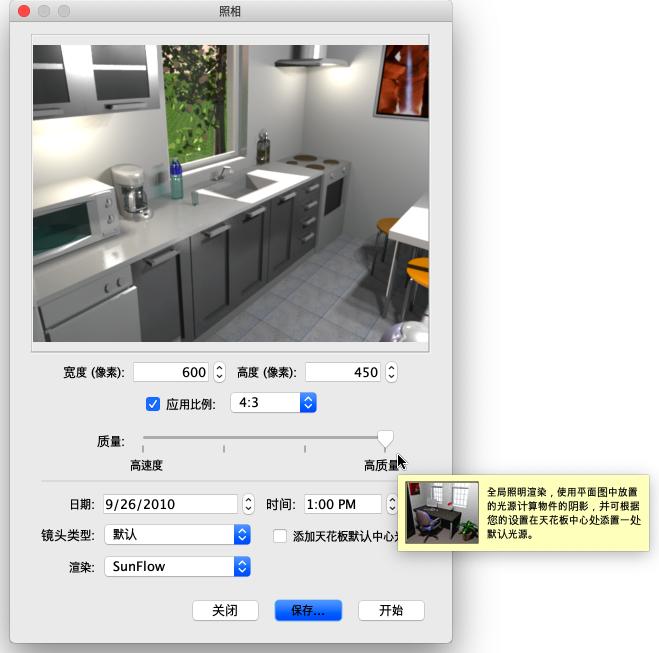 照相
宽度 (像素): 600 高度 (像素): 450
应用比例: 4:3
质量:
高速度 高质量
日期: 9/26/2010 时间: 1:00 PM
镜头类型: 默认 添加天花板默认中心
渲染: SunFlow
关闭 保存... 开始
全局照明渲染，使用平面图中放置
的光源计算物件的阴影，并可根据
您的设置在天花板中心处添置一处
默认光源。